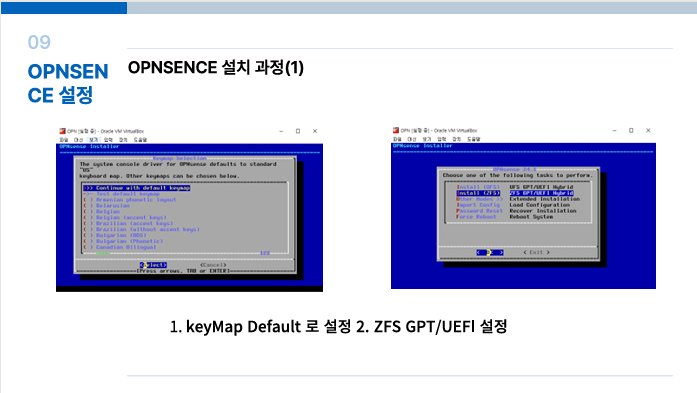 09
OPNSEN
CE 설정
OPNSENCE 설치 과정(1)
OPN [실행 중] - Oracle VM VirtualBox
파일 머신 보기 입력 장치 도움말
OPNsense Installer
Keymap Selection
The system console driver for OPNsense defaults to standard
"US"
keyboard map. Other keymaps can be chosen below.
>>> Continue with default keymap
->- Test default keymap
( ) Armenian phonetic layout
( ) Belarusian
( ) Belgian
( ) Belgian (accent keys)
( ) Brazilian (accent keys)
( ) Brazilian (without accent keys)
( ) Bulgarian (BDS)
( ) Bulgarian (Phonetic)
( ) Canadian Bilingual
<Select> <Cancel>
[Press arrows, TAB or ENTER]
OPN [실행 중] - Oracle VM VirtualBox
파일 머신 보기 입력 장치 도움말
OPNsense Installer
OPNsense 24.1
Choose one of the following tasks to perform.
Install (UFS) UFS GPT/UEFI Hybrid
Install (ZFS) ZFS GPT/UEFI Hybrid
Other Modes >> Extended Installation
Import Config Load Configuration
Password Reset Recover Installation
Force Reboot Reboot System
< Exit >
1. keyMap Default 로 설정 2. ZFS GPT/UEFI 설정